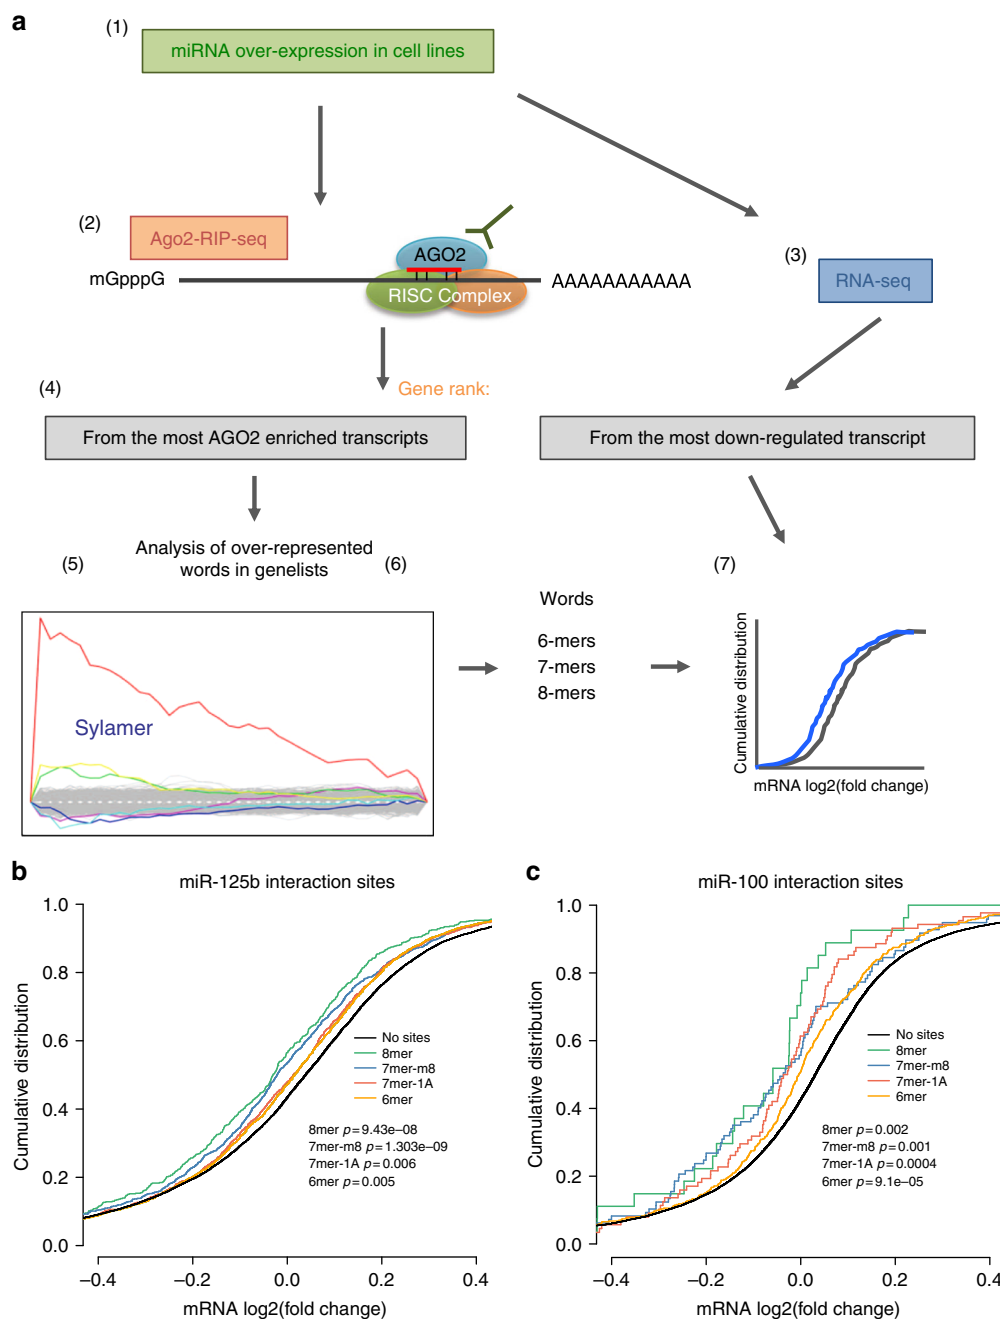 a
(1)
miRNA over-expression in cell lines
(2)
Ago2-RIP-seq
AGO2
mGpppG
RISC Complex
AAAAAAAAAAA
(3)
RNA-seq
(4)
Gene rank:
From the most AGO2 enriched transcripts
From the most down-regulated transcript
(5)
Analysis of over-represented
words in genelists
(6)
Sylamer
Words
6-mers
7-mers
8-mers
(7)
Cumulative distribution
mRNA log2(fold change)
b
miR-125b interaction sites
Cumulative distribution
1.0
0.8
0.6
0.4
0.2
0.0
No sites
8mer
7mer-m8
7mer-1A
6mer
8mer p=9.43e–08
7mer-m8 p=1.303e–09
7mer-1A p=0.006
6mer p=0.005
–0.4 –0.2 0.0 0.2 0.4
mRNA log2(fold change)
c
miR-100 interaction sites
Cumulative distribution
1.0
0.8
0.6
0.4
0.2
0.0
No sites
8mer
7mer-m8
7mer-1A
6mer
8mer p=0.002
7mer-m8 p=0.001
7mer-1A p=0.0004
6mer p=9.1e–05
–0.4 –0.2 0.0 0.2 0.4
mRNA log2(fold change)